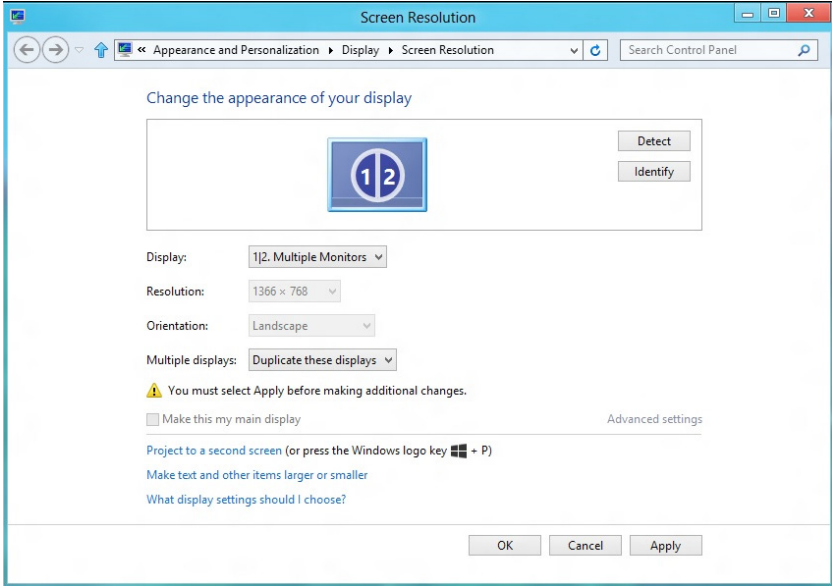 Screen Resolution
« Appearance and Personalization ▸ Display ▸ Screen Resolution
Search Control Panel
Change the appearance of your display
1|2
Detect
Identify
Display: 1|2. Multiple Monitors
Resolution: 1366 × 768
Orientation: Landscape
Multiple displays: Duplicate these displays
You must select Apply before making additional changes.
Make this my main display Advanced settings
Project to a second screen (or press the Windows logo key + P)
Make text and other items larger or smaller
What display settings should I choose?
OK Cancel Apply